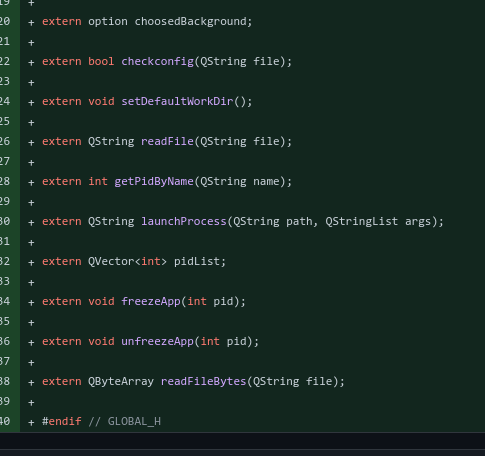 +
20 + extern option choosedBackground;
21 +
22 + extern bool checkconfig(QString file);
23 +
24 + extern void setDefaultWorkDir();
25 +
26 + extern QString readFile(QString file);
27 +
28 + extern int getPidByName(QString name);
29 +
30 + extern QString launchProcess(QString path, QStringList args);
31 +
32 + extern QVector<int> pidList;
33 +
34 + extern void freezeApp(int pid);
35 +
36 + extern void unfreezeApp(int pid);
37 +
38 + extern QByteArray readFileBytes(QString file);
39 +
40 + #endif // GLOBAL_H